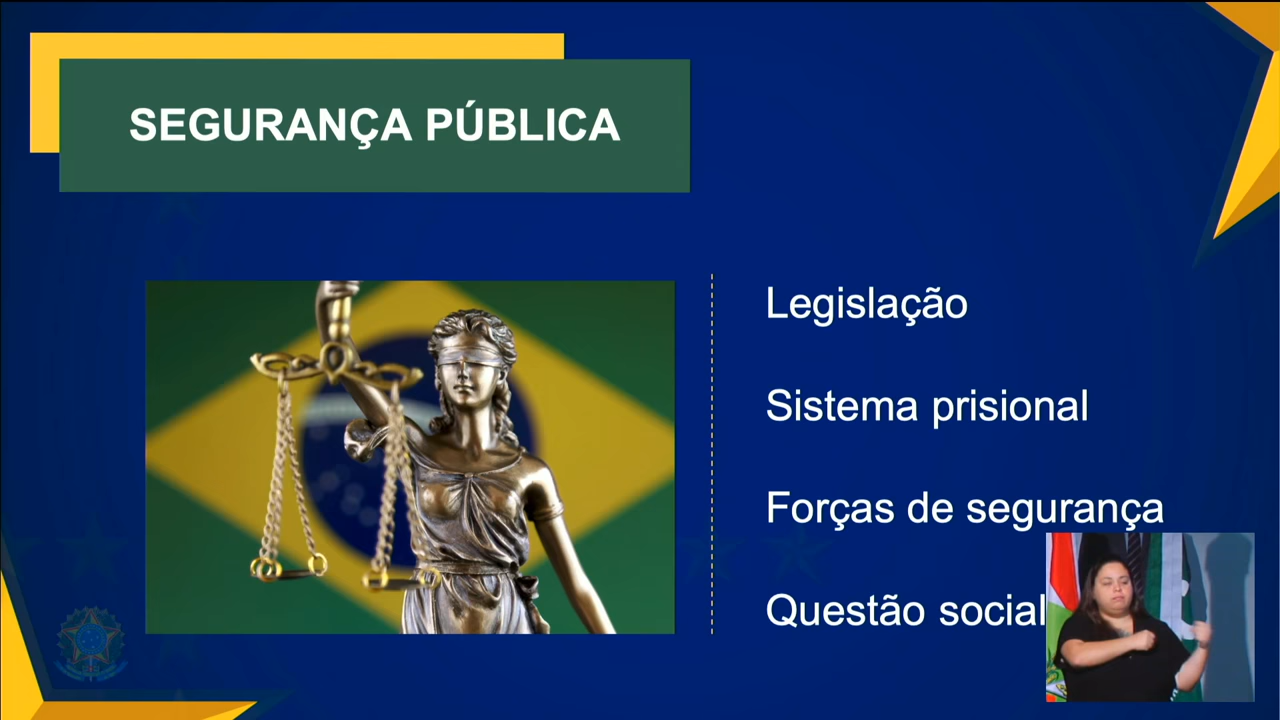 SEGURANÇA PÚBLICA
Legislação
Sistema prisional
Forças de segurança
Questão social